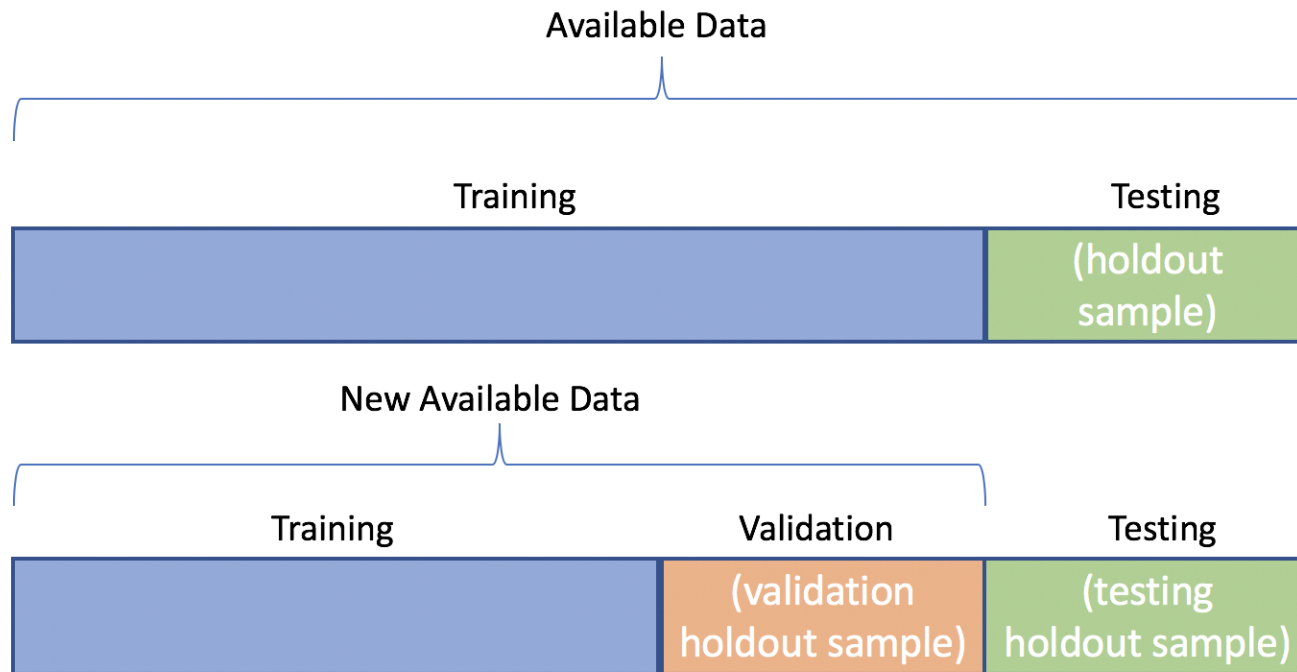 Available Data
Training
Testing
(holdout
sample)
New Available Data
Training
Validation
Testing
(validation
holdout sample)
(testing
holdout sample)